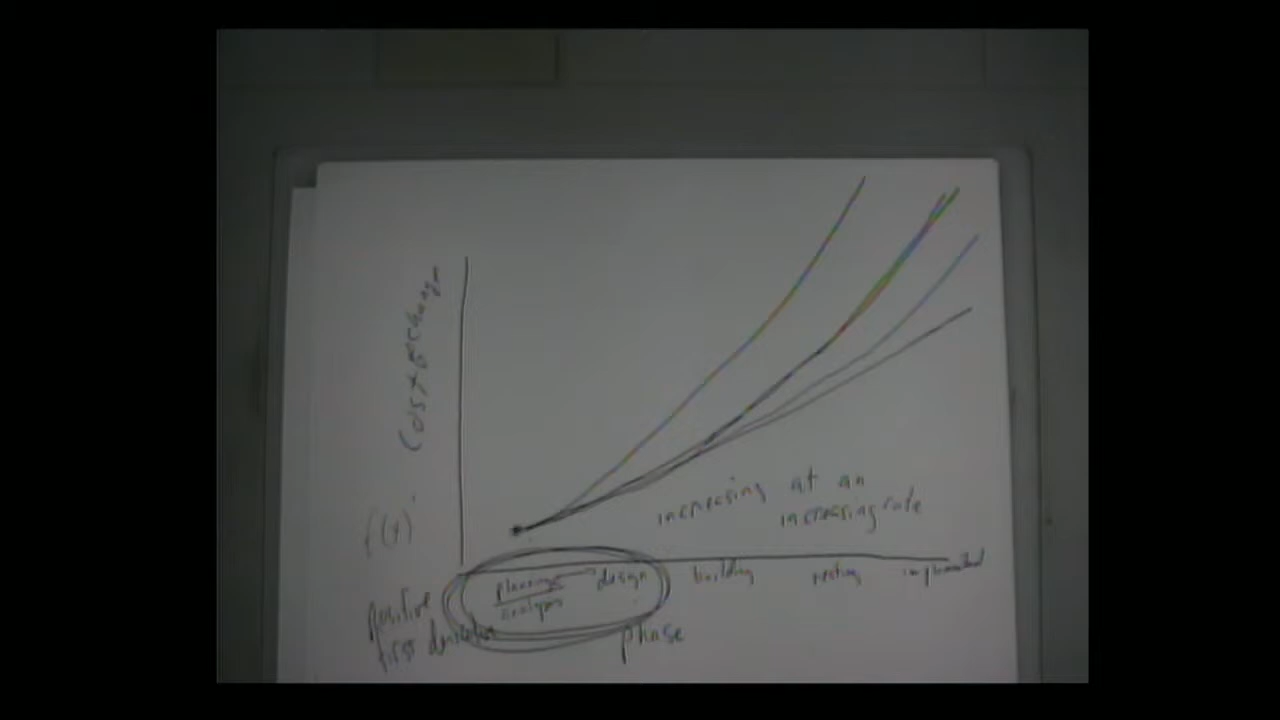 Cost of change
increasing at an
increasing rate
f(x)'
planning design building testing implemented
analysis
positive
first derivative
phase